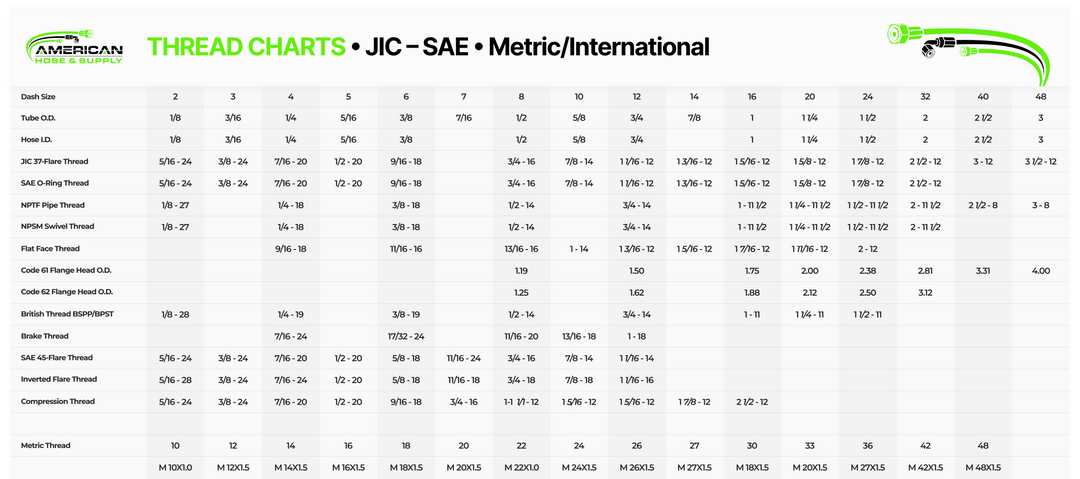 AMERICAN
HOSE & SUPPLY
THREAD CHARTS • JIC – SAE • Metric/International
Dash Size 2 3 4 5 6 7 8 10 12 14 16 20 24 32 40 48
Tube O.D. 1/8 3/16 1/4 5/16 3/8 7/16 1/2 5/8 3/4 7/8 1 1 1/4 1 1/2 2 2 1/2 3
Hose I.D. 1/8 3/16 1/4 5/16 3/8 1/2 5/8 3/4 1 1 1/4 1 1/2 2 2 1/2 3
JIC 37-Flare Thread 5/16 - 24 3/8 - 24 7/16 - 20 1/2 - 20 9/16 - 18 3/4 - 16 7/8 - 14 1 1/16 - 12 1 3/16 - 12 1 5/16 - 12 1 5/8 - 12 1 7/8 - 12 2 1/2 - 12 3 - 12 3 1/2 - 12
SAE O-Ring Thread 5/16 - 24 3/8 - 24 7/16 - 20 1/2 - 20 9/16 - 18 3/4 - 16 7/8 - 14 1 1/16 - 12 1 3/16 - 12 1 5/16 - 12 1 5/8 - 12 1 7/8 - 12 2 1/2 - 12
NPTF Pipe Thread 1/8 - 27 1/4 - 18 3/8 - 18 1/2 - 14 3/4 - 14 1 - 11 1/2 1 1/4 - 11 1/2 1 1/2 - 11 1/2 2 - 11 1/2 2 1/2 - 8 3 - 8
NPSM Swivel Thread 1/8 - 27 1/4 - 18 3/8 - 18 1/2 - 14 3/4 - 14 1 - 11 1/2 1 1/4 - 11 1/2 1 1/2 - 11 1/2 2 - 11 1/2
Flat Face Thread 9/16 - 18 11/16 - 16 13/16 - 16 1 - 14 1 3/16 - 12 1 5/16 - 12 1 7/16 - 12 1 11/16 - 12 2 - 12
Code 61 Flange Head O.D. 1.19 1.50 1.75 2.00 2.38 2.81 3.31 4.00
Code 62 Flange Head O.D. 1.25 1.62 1.88 2.12 2.50 3.12
British Thread BSPP/BPST 1/8 - 28 1/4 - 19 3/8 - 19 1/2 - 14 3/4 - 14 1 - 11 1 1/4 - 11 1 1/2 - 11
Brake Thread 7/16 - 24 17/32 - 24 11/16 - 20 13/16 - 18 1 - 18
SAE 45-Flare Thread 5/16 - 24 3/8 - 24 7/16 - 20 1/2 - 20 5/8 - 18 11/16 - 24 3/4 - 16 7/8 - 14 1 1/16 - 14
Inverted Flare Thread 5/16 - 28 3/8 - 24 7/16 - 24 1/2 - 20 5/8 - 18 11/16 - 18 3/4 - 18 7/8 - 18 1 1/16 - 16
Compression Thread 5/16 - 24 3/8 - 24 7/16 - 20 1/2 - 20 9/16 - 18 3/4 - 16 1-1 1/1 - 12 1 5/16 - 12 1 5/16 - 12 1 7/8 - 12 2 1/2 - 12
Metric Thread 10 12 14 16 18 20 22 24 26 27 30 33 36 42 48
M 10X1.0 M 12X1.5 M 14X1.5 M 16X1.5 M 18X1.5 M 20X1.5 M 22X1.0 M 24X1.5 M 26X1.5 M 27X1.5 M 18X1.5 M 20X1.5 M 27X1.5 M 42X1.5 M 48X1.5